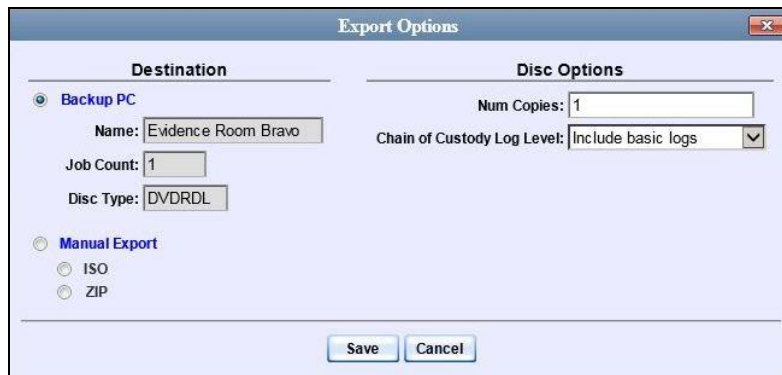 Export Options
Destination
Backup PC
Name: Evidence Room Bravo
Job Count: 1
Disc Type: DVDRDL
Manual Export
ISO
ZIP
Disc Options
Num Copies: 1
Chain of Custody Log Level: Include basic logs
Save Cancel